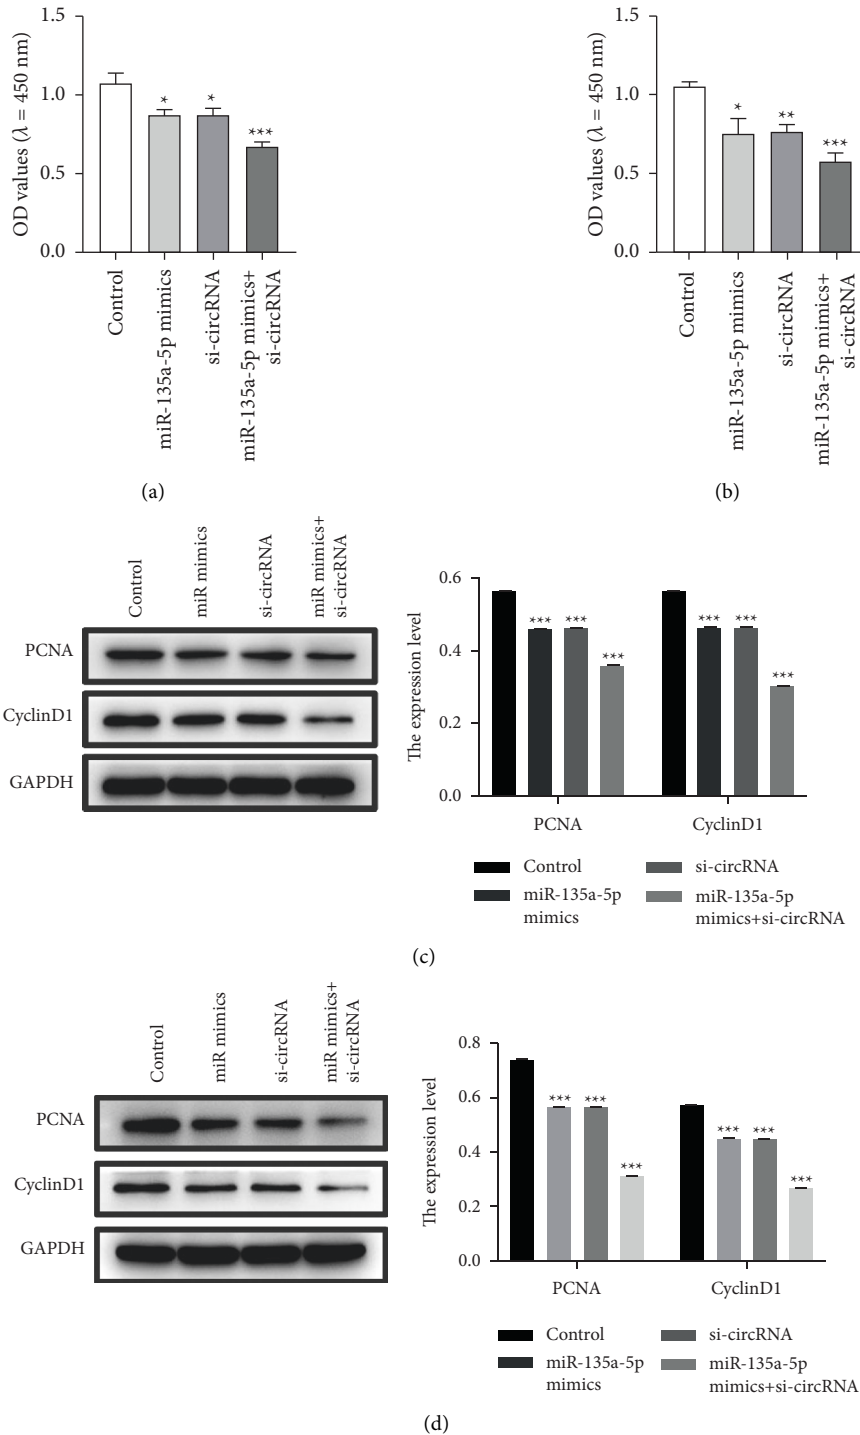 1.5
1.0
0.5
0.0
OD values (λ = 450 nm)
*
*
***
Control
miR-135a-5p mimics
si-circRNA
miR-135a-5p mimics+
si-circRNA
(a)
1.5
1.0
0.5
0.0
OD values (λ = 450 nm)
*
**
***
Control
miR-135a-5p mimics
si-circRNA
miR-135a-5p mimics+
si-circRNA
(b)
Control
miR mimics
si-circRNA
miR mimics+
si-circRNA
PCNA
CyclinD1
GAPDH
The expression level
0.6
0.4
0.2
0.0
*** ***
***
*** ***
***
PCNA
CyclinD1
Control
miR-135a-5p
mimics
si-circRNA
miR-135a-5p
mimics+si-circRNA
(c)
Control
miR mimics
si-circRNA
miR mimics+
si-circRNA
PCNA
CyclinD1
GAPDH
The expression level
0.8
0.6
0.4
0.2
0.0
*** ***
***
*** ***
***
PCNA
CyclinD1
Control
miR-135a-5p
mimics
si-circRNA
miR-135a-5p
mimics+si-circRNA
(d)